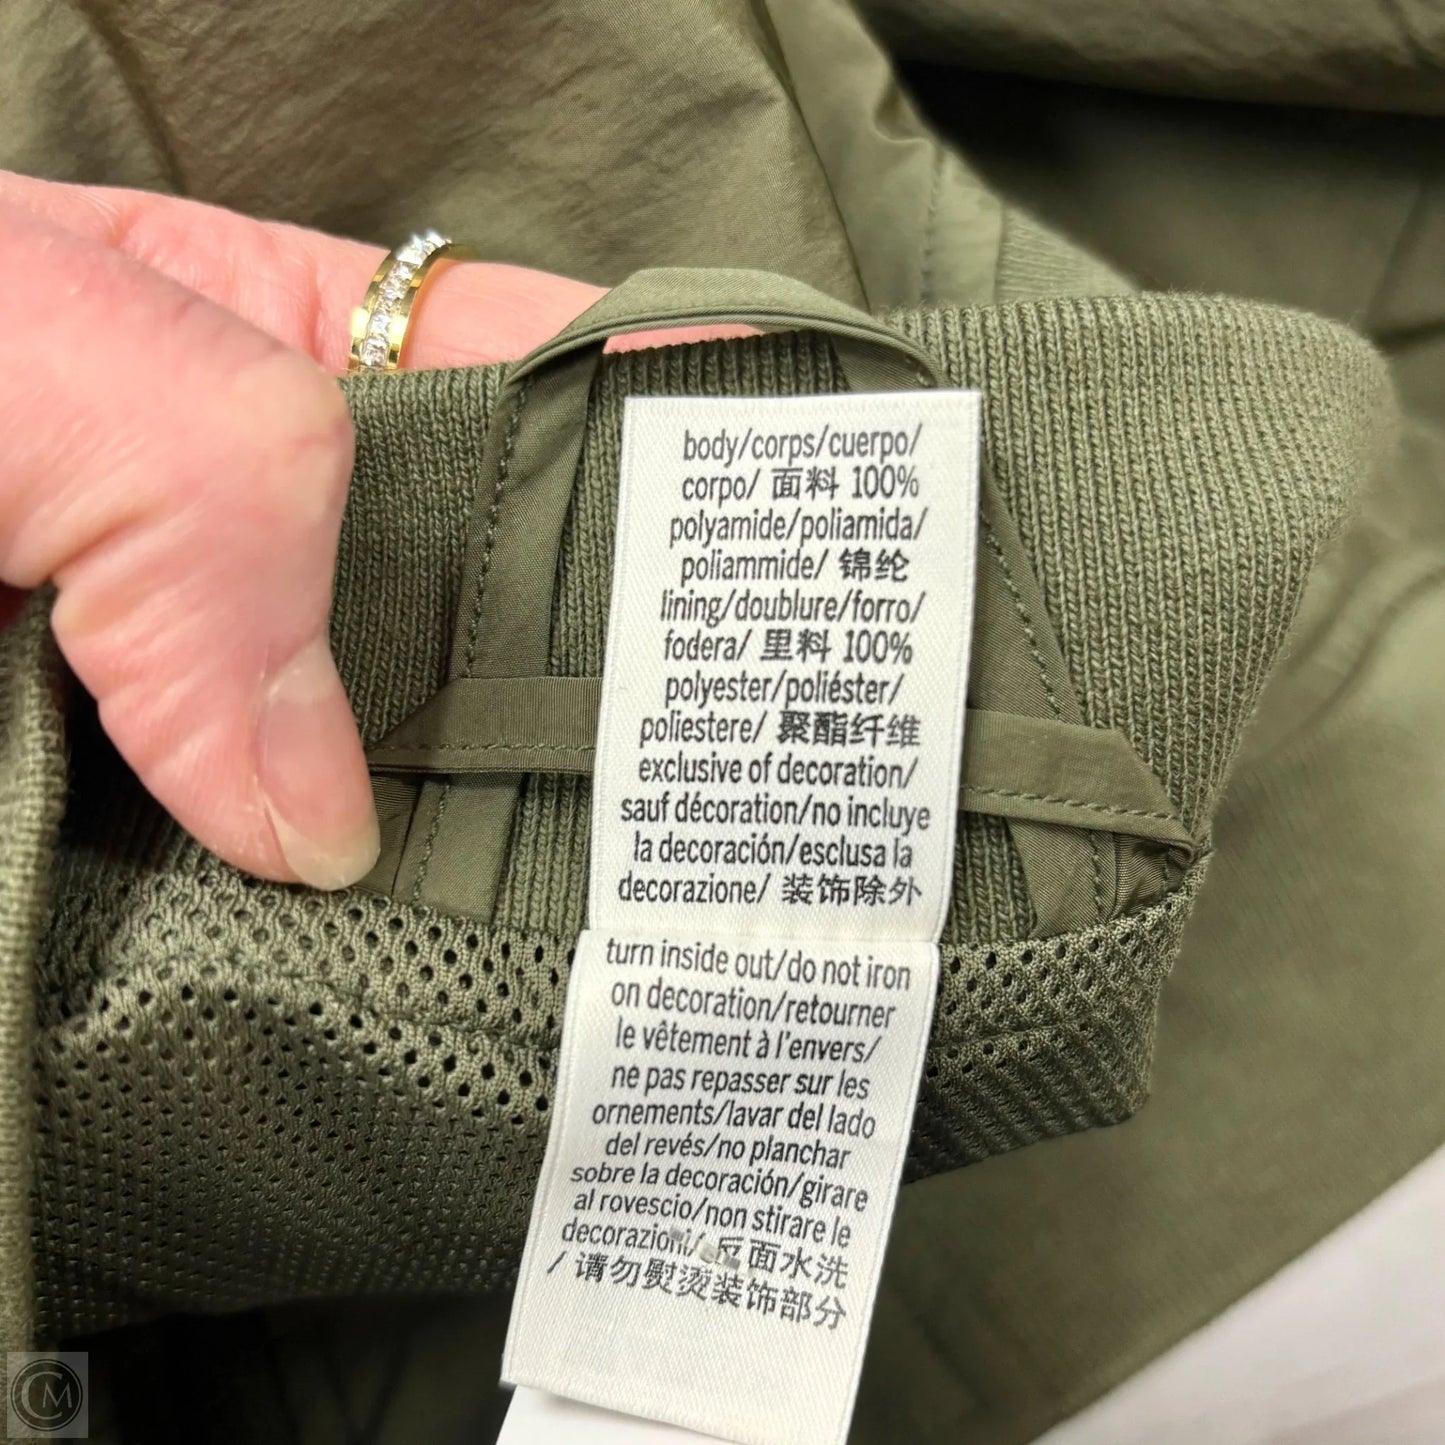 body/corps/cuerpo/
corpo/ 面料 100%
polyamide/poliamida/
poliammide/ 锦纶
lining/doublure/forro/
fodera/ 里料 100%
polyester/poliéster/
poliestere/ 聚酯纤维
exclusive of decoration/
sauf décoration/no incluye
la decoración/esclusa la
decorazione/ 装饰除外
turn inside out/do not iron
on decoration/retourner
le vêtement à l'envers/
ne pas repasser sur les
ornements/lavar del lado
del revés/no planchar
sobre la decoración/girare
al rovescio/non stirare le
decorazioni/ 反面水洗
/ 请勿熨烫装饰部分
CM